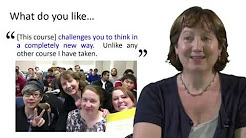 What do you like...
“ [This course] challenges you to think in
a completely new way. Unlike any
other course I have taken. ”